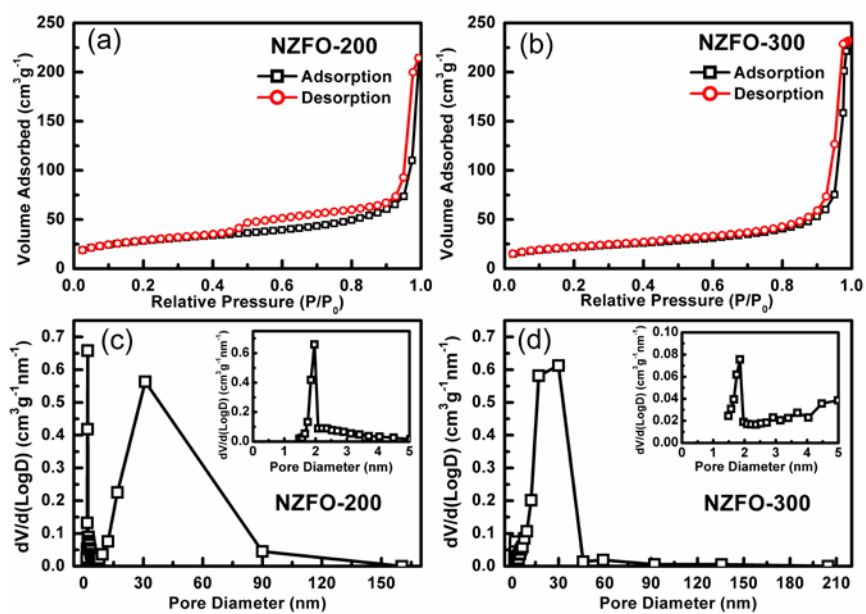 (a) NZFO-200
Adsorption
Desorption
Volume Adsorbed (cm³g⁻¹)
250
200
150
100
50
0
0.0 0.2 0.4 0.6 0.8 1.0
Relative Pressure (P/P₀)
(b) NZFO-300
Adsorption
Desorption
Volume Adsorbed (cm³g⁻¹)
250
200
150
100
50
0
0.0 0.2 0.4 0.6 0.8 1.0
Relative Pressure (P/P₀)
(c)
dV/d(LogD) (cm³g⁻¹nm⁻¹)
0.7
0.6
0.5
0.4
0.3
0.2
0.1
0.0
0 30 60 90 120 150
Pore Diameter (nm)
dV/d(LogD) (cm³g⁻¹nm⁻¹)
0.6
0.4
0.2
0.0
0 1 2 3 4 5
Pore Diameter (nm)
NZFO-200
(d)
dV/d(LogD) (cm³g⁻¹nm⁻¹)
0.7
0.6
0.5
0.4
0.3
0.2
0.1
0.0
0 30 60 90 120 150 180 210
Pore Diameter (nm)
dV/d(LogD) (cm³g⁻¹nm⁻¹)
0.10
0.08
0.06
0.04
0.02
0.00
0 1 2 3 4 5
Pore Diameter (nm)
NZFO-300